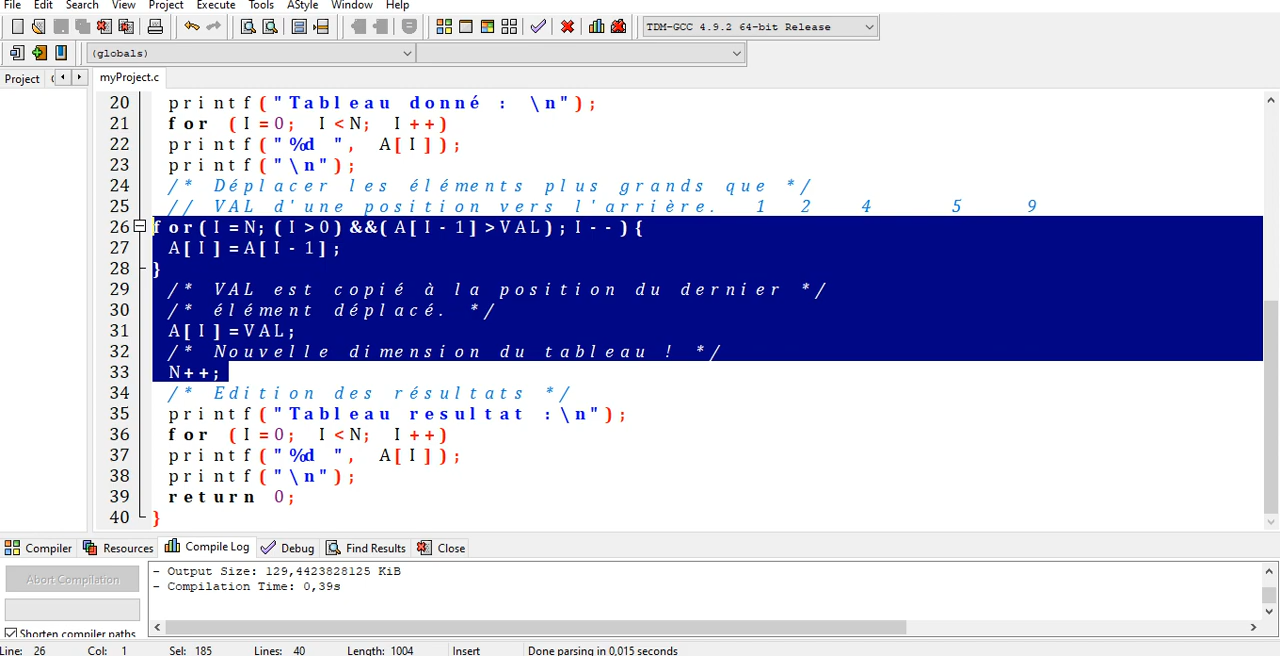 File Edit Search View Project Execute Tools AStyle Window Help
TDM-GCC 4.9.2 64-bit Release
(globals)
Project
myProject.c
20 printf("Tableau donné : \n");
21 for (I=0; I<N; I++)
22 printf("%d ", A[I]);
23 printf("\n");
24 /* Déplacer les éléments plus grands que */
25 // VAL d'une position vers l'arrière. 1 2 4 5 9
26 for(I=N;(I>0)&&(A[I-1]>VAL);I--){
27 A[I]=A[I-1];
28 }
29 /* VAL est copié à la position du dernier */
30 /* élément déplacé. */
31 A[I]=VAL;
32 /* Nouvelle dimension du tableau ! */
33 N++;
34 /* Edition des résultats */
35 printf("Tableau resultat :\n");
36 for (I=0; I<N; I++)
37 printf("%d ", A[I]);
38 printf("\n");
39 return 0;
40 }
Compiler Resources Compile Log Debug Find Results Close
Abort Compilation
- Output Size: 129,4423828125 KiB
- Compilation Time: 0,39s
Shorten compiler paths
Line: 26 Col: 1 Sel: 185 Lines: 40 Length: 1004 Insert Done parsing in 0,015 seconds